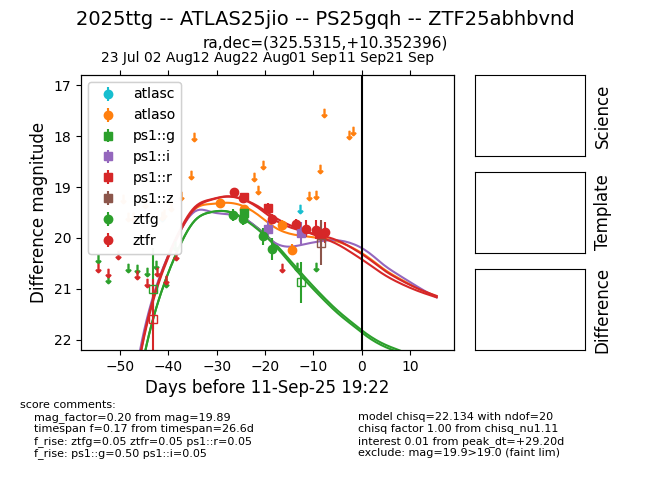 2025ttg -- ATLAS25jio -- PS25gqh -- ZTF25abhbvnd
ra,dec=(325.5315,+10.352396)
23 Jul 02 Aug12 Aug22 Aug01 Sep11 Sep21 Sep
17
18
19
20
21
22
Difference magnitude
atlasc
atlaso
ps1::g
ps1::i
ps1::r
ps1::z
ztfg
ztfr
−50 −40 −30 −20 −10 0 10
Days before 11-Sep-25 19:22
Science
Template
Difference
score comments:
mag_factor=0.20 from mag=19.89
timespan f=0.17 from timespan=26.6d
f_rise: ztfg=0.05 ztfr=0.05 ps1::r=0.05
f_rise: ps1::g=0.50 ps1::i=0.05
model chisq=22.134 with ndof=20
chisq factor 1.00 from chisq_nu1.11
interest 0.01 from peak_dt=+29.20d
exclude: mag=19.9>19.0 (faint lim)